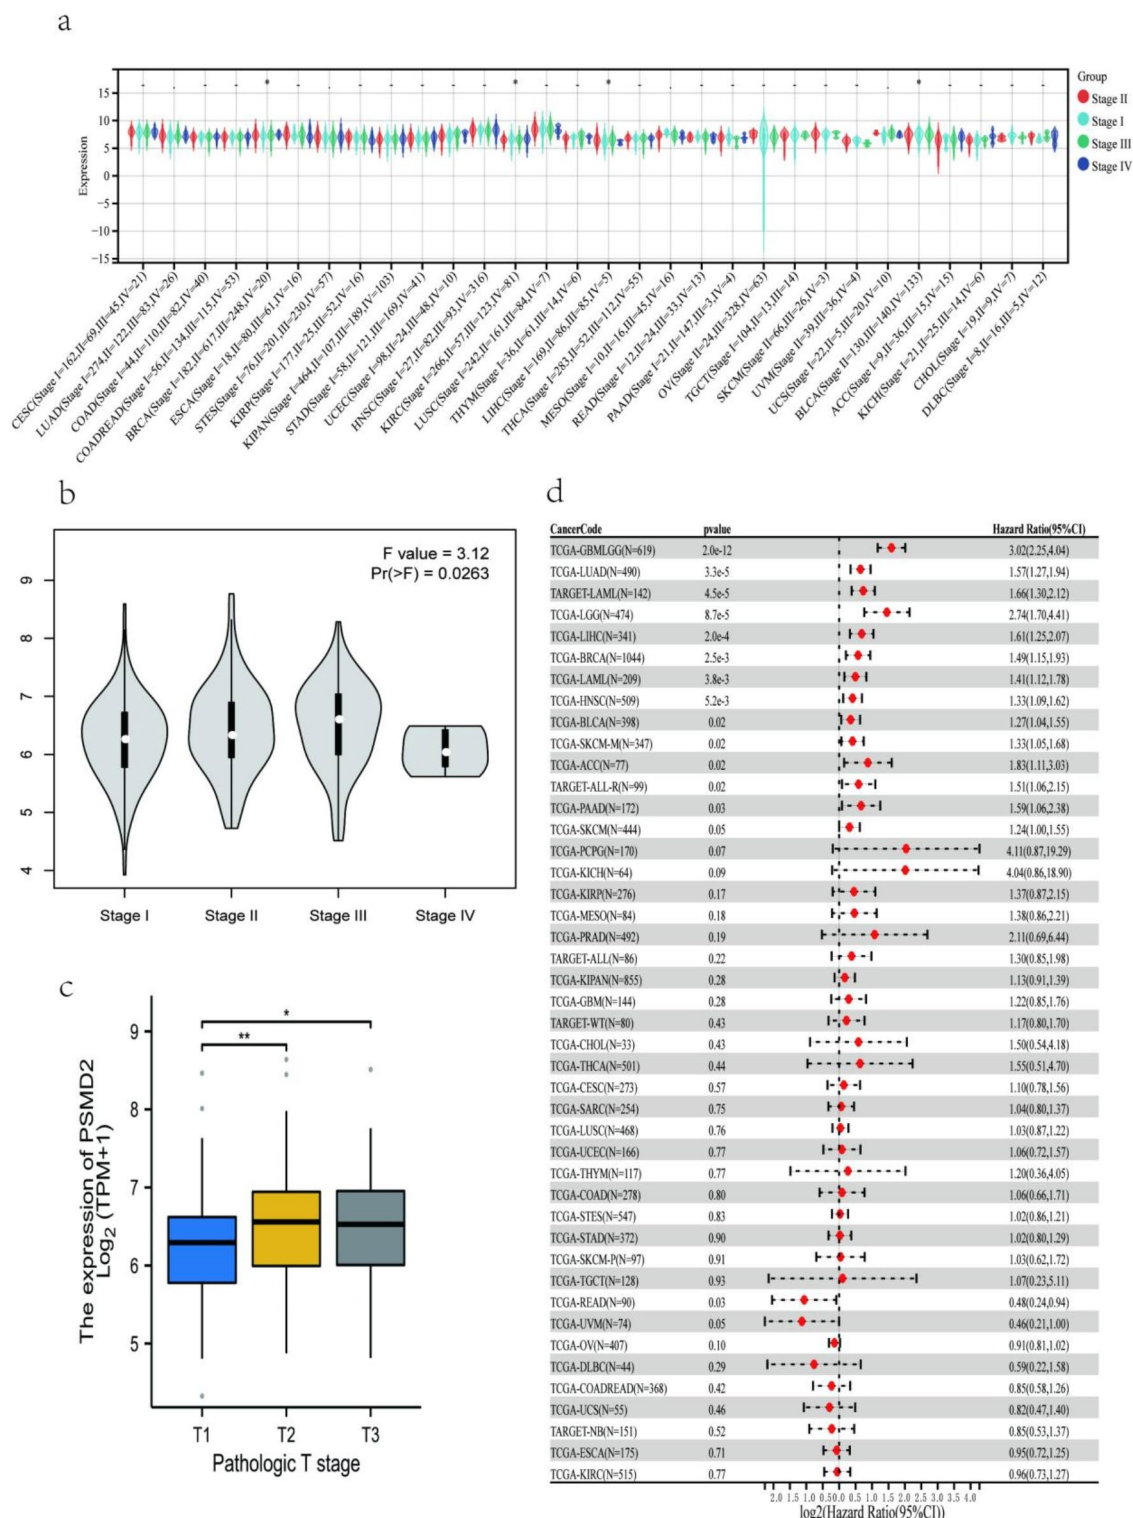 a
Group
Stage II
Stage I
Stage III
Stage IV
Expression
15
10
5
0
−5
−10
−15
* * * *
CESC(Stage I=162,II=69,III=45,IV=21)
LUAD(Stage I=274,II=122,III=83,IV=26)
COAD(Stage I=44,II=110,III=82,IV=40)
COADREAD(Stage I=56,II=134,III=115,IV=53)
BRCA(Stage I=182,II=617,III=248,IV=20)
ESCA(Stage I=18,II=80,III=61,IV=16)
STES(Stage I=76,II=201,III=230,IV=57)
KIRP(Stage I=177,II=25,III=52,IV=16)
KIPAN(Stage I=464,II=107,III=189,IV=103)
STAD(Stage I=58,II=121,III=169,IV=41)
UCEC(Stage I=98,II=24,III=48,IV=10)
HNSC(Stage I=27,II=82,III=93,IV=316)
KIRC(Stage I=266,II=57,III=123,IV=81)
LUSC(Stage I=242,II=161,III=84,IV=7)
THYM(Stage I=36,II=61,III=14,IV=6)
LIHC(Stage I=169,II=86,III=85,IV=5)
THCA(Stage I=283,II=52,III=112,IV=55)
MESO(Stage I=10,II=16,III=45,IV=16)
READ(Stage I=12,II=24,III=33,IV=13)
PAAD(Stage I=21,II=147,III=3,IV=4)
OV(Stage II=24,III=328,IV=63)
TGCT(Stage I=104,II=13,III=14)
SKCM(Stage II=66,III=26,IV=3)
UVM(Stage II=39,III=36,IV=4)
UCS(Stage I=22,II=5,III=20,IV=10)
BLCA(Stage II=130,III=140,IV=133)
ACC(Stage I=9,II=36,III=15,IV=15)
KICH(Stage I=21,II=25,III=14,IV=6)
CHOL(Stage I=19,II=9,IV=7)
DLBC(Stage I=8,II=16,III=5,IV=12)
b
F value = 3.12
Pr(>F) = 0.0263
9
8
7
6
5
4
Stage I Stage II Stage III Stage IV
c
The expression of PSMD2
Log2 (TPM+1)
*
**
9
8
7
6
5
T1 T2 T3
Pathologic T stage
d
CancerCode pvalue Hazard Ratio(95%CI)
TCGA-GBMLGG(N=619) 2.0e-12 3.02(2.25,4.04)
TCGA-LUAD(N=490) 3.3e-5 1.57(1.27,1.94)
TARGET-LAML(N=142) 4.5e-5 1.66(1.30,2.12)
TCGA-LGG(N=474) 8.7e-5 2.74(1.70,4.41)
TCGA-LIHC(N=341) 2.0e-4 1.61(1.25,2.07)
TCGA-BRCA(N=1044) 2.5e-3 1.49(1.15,1.93)
TCGA-LAML(N=209) 3.8e-3 1.41(1.12,1.78)
TCGA-HNSC(N=509) 5.2e-3 1.33(1.09,1.62)
TCGA-BLCA(N=398) 0.02 1.27(1.04,1.55)
TCGA-SKCM-M(N=347) 0.02 1.33(1.05,1.68)
TCGA-ACC(N=77) 0.02 1.83(1.11,3.03)
TARGET-ALL-R(N=99) 0.02 1.51(1.06,2.15)
TCGA-PAAD(N=172) 0.03 1.59(1.06,2.38)
TCGA-SKCM(N=444) 0.05 1.24(1.00,1.55)
TCGA-PCPG(N=170) 0.07 4.11(0.87,19.29)
TCGA-KICH(N=64) 0.09 4.04(0.86,18.90)
TCGA-KIRP(N=276) 0.17 1.37(0.87,2.15)
TCGA-MESO(N=84) 0.18 1.38(0.86,2.21)
TCGA-PRAD(N=492) 0.19 2.11(0.69,6.44)
TARGET-ALL(N=86) 0.22 1.30(0.85,1.98)
TCGA-KIPAN(N=855) 0.28 1.13(0.91,1.39)
TCGA-GBM(N=144) 0.28 1.22(0.85,1.76)
TARGET-WT(N=80) 0.43 1.17(0.80,1.70)
TCGA-CHOL(N=33) 0.43 1.50(0.54,4.18)
TCGA-THCA(N=501) 0.44 1.55(0.51,4.70)
TCGA-CESC(N=273) 0.57 1.10(0.78,1.56)
TCGA-SARC(N=254) 0.75 1.04(0.80,1.37)
TCGA-LUSC(N=468) 0.76 1.03(0.87,1.22)
TCGA-UCEC(N=166) 0.77 1.06(0.72,1.57)
TCGA-THYM(N=117) 0.77 1.20(0.36,4.05)
TCGA-COAD(N=278) 0.80 1.06(0.66,1.71)
TCGA-STES(N=547) 0.83 1.02(0.86,1.21)
TCGA-STAD(N=372) 0.90 1.02(0.80,1.29)
TCGA-SKCM-P(N=97) 0.91 1.03(0.62,1.72)
TCGA-TGCT(N=128) 0.93 1.07(0.23,5.11)
TCGA-READ(N=90) 0.03 0.48(0.24,0.94)
TCGA-UVM(N=74) 0.05 0.46(0.21,1.00)
TCGA-OV(N=407) 0.10 0.91(0.81,1.02)
TCGA-DLBC(N=44) 0.29 0.59(0.22,1.58)
TCGA-COADREAD(N=368) 0.42 0.85(0.58,1.26)
TCGA-UCS(N=55) 0.46 0.82(0.47,1.40)
TARGET-NB(N=151) 0.52 0.85(0.53,1.37)
TCGA-ESCA(N=175) 0.71 0.95(0.72,1.25)
TCGA-KIRC(N=515) 0.77 0.96(0.73,1.27)
2.0 1.5 1.0 0.5 0.0 0.5 1.0 1.5 2.0 2.5 3.0 3.5 4.0
log2(Hazard Ratio(95%CI))